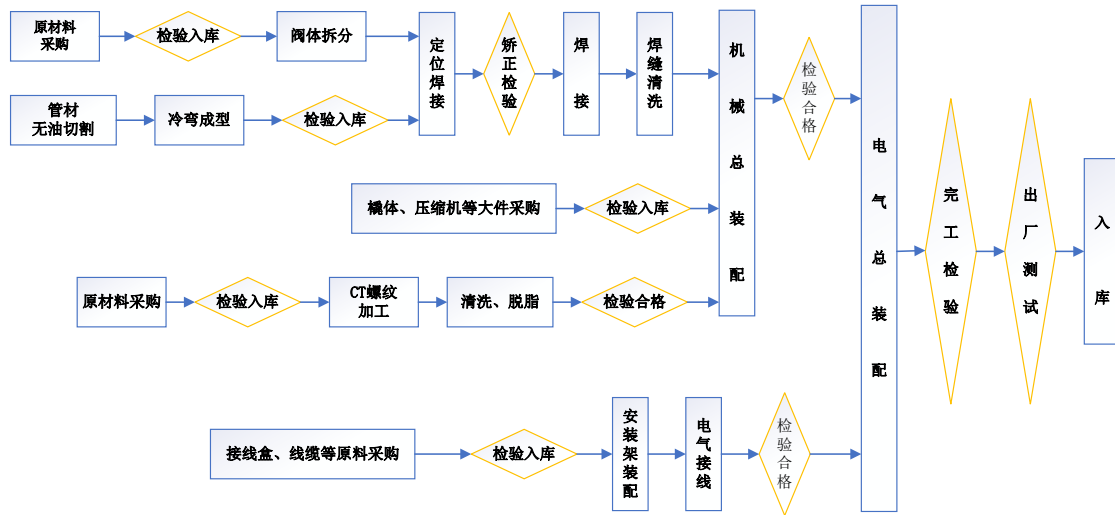 原材料
采购
检验入库
阀体拆分
定位焊接
矫正检验
焊接
焊缝清洗
机械总装配
检验合格
管材
无油切割
冷弯成型
检验入库
橇体、压缩机等大件采购
检验入库
原材料采购
检验入库
CT螺纹
加工
清洗、脱脂
检验合格
接线盒、线缆等原料采购
检验入库
安装架装配
电气接线
检验合格
电气总装配
完工检验
出厂测试
入库